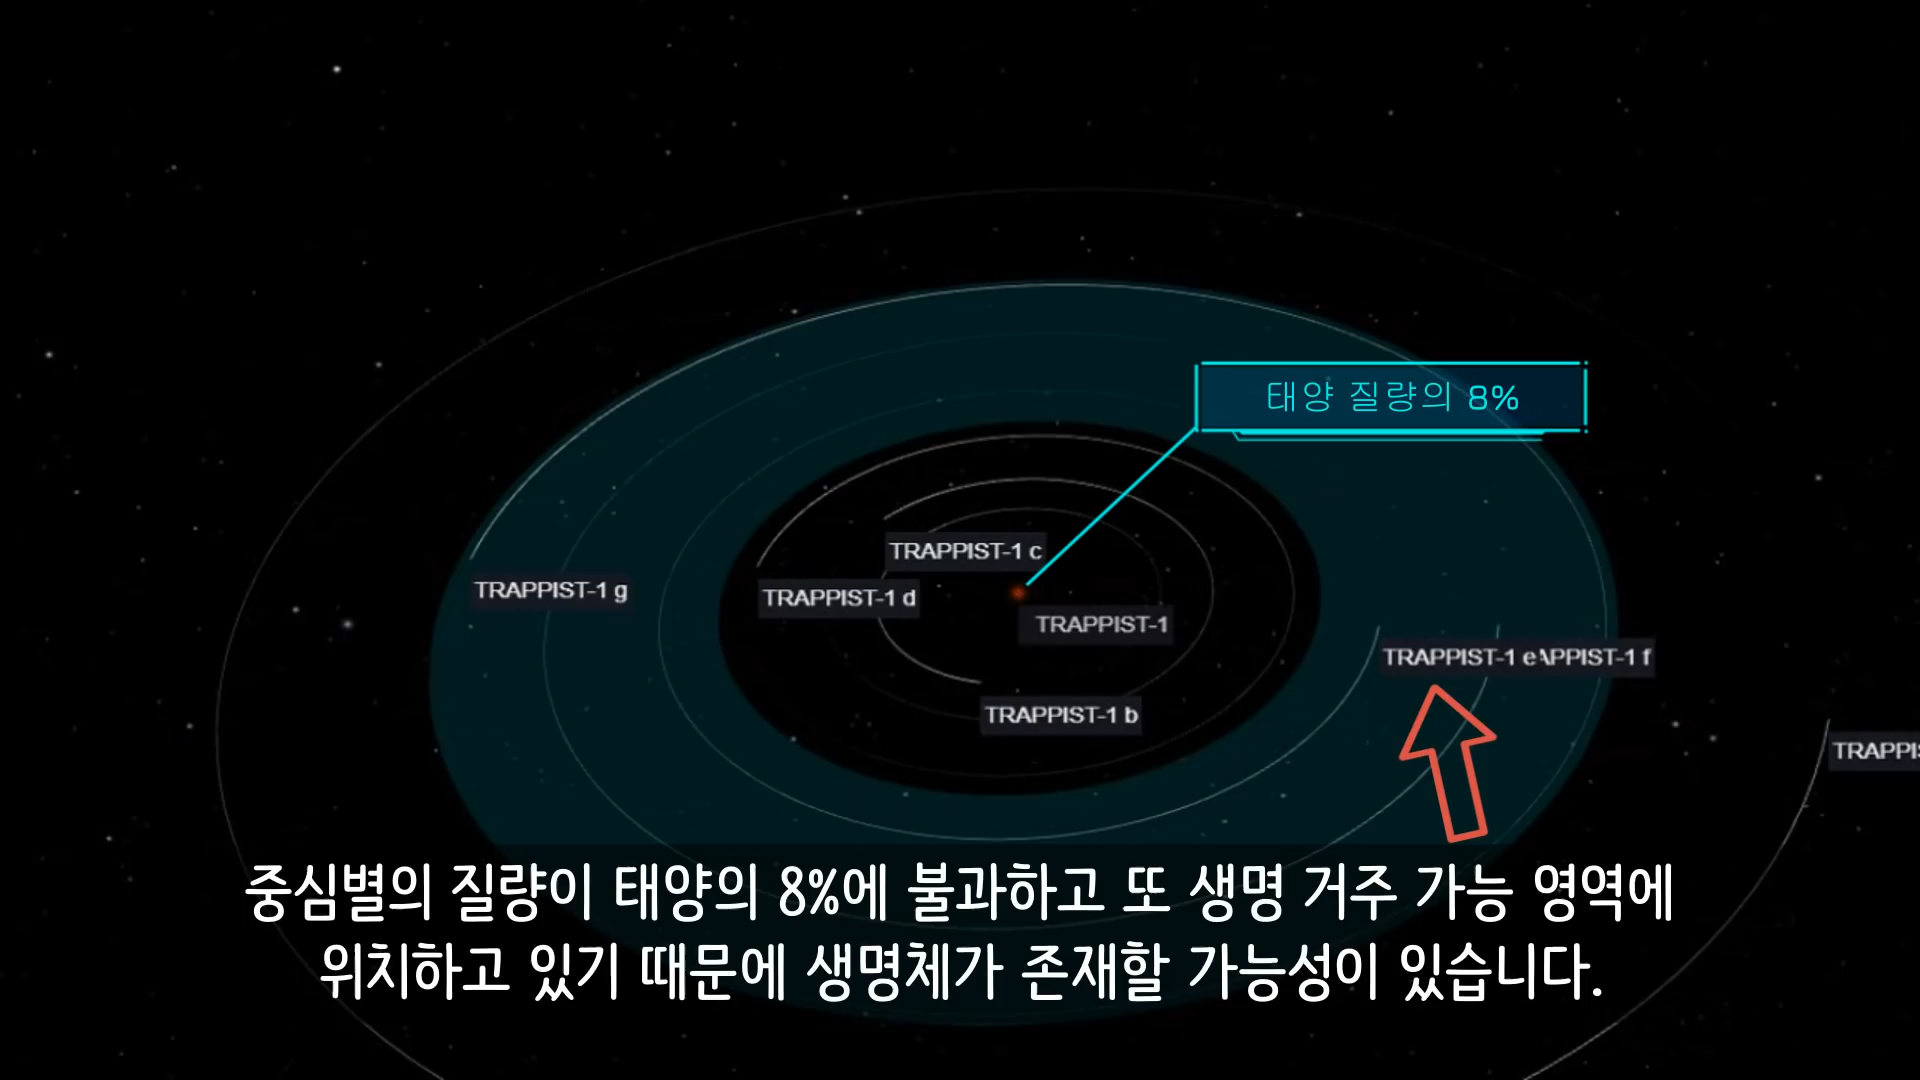 태양 질량의 8%
TRAPPIST-1 c
TRAPPIST-1 g
TRAPPIST-1 d
TRAPPIST-1
TRAPPIST-1 e
APPIST-1 f
TRAPPIST-1 b
중심별의 질량이 태양의 8%에 불과하고 또 생명 거주 가능 영역에
위치하고 있기 때문에 생명체가 존재할 가능성이 있습니다.